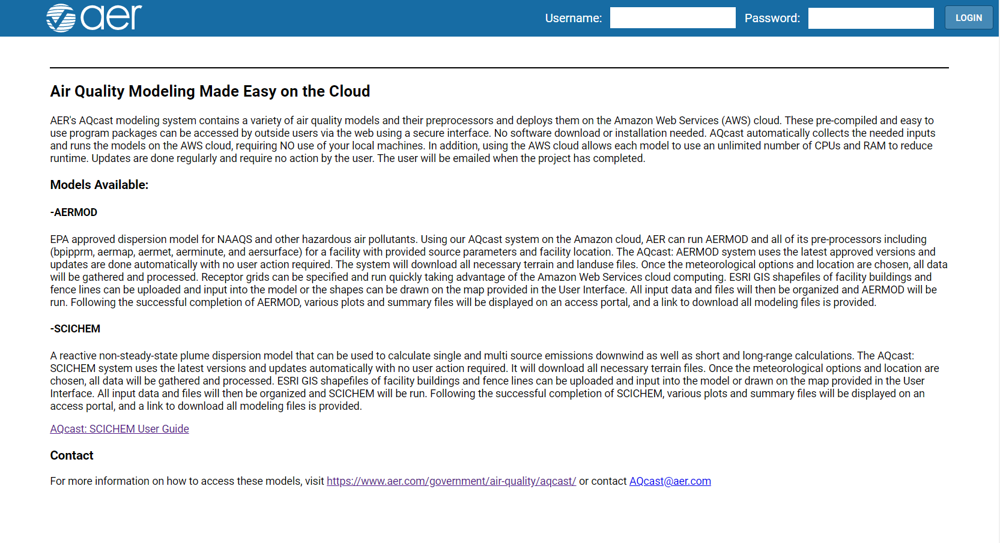 aer
Username:
Password:
LOGIN
Air Quality Modeling Made Easy on the Cloud
AER's AQcast modeling system contains a variety of air quality models and their preprocessors and deploys them on the Amazon Web Services (AWS) cloud. These pre-compiled and easy to
use program packages can be accessed by outside users via the web using a secure interface. No software download or installation needed. AQcast automatically collects the needed inputs
and runs the models on the AWS cloud, requiring NO use of your local machines. In addition, using the AWS cloud allows each model to use an unlimited number of CPUs and RAM to reduce
runtime. Updates are done regularly and require no action by the user. The user will be emailed when the project has completed.
Models Available:
-AERMOD
EPA approved dispersion model for NAAQS and other hazardous air pollutants. Using our AQcast system on the Amazon cloud, AER can run AERMOD and all of its pre-processors including
(bpipprm, aermap, aermet, aerminute, and aersurface) for a facility with provided source parameters and facility location. The AQcast: AERMOD system uses the latest approved versions and
updates are done automatically with no user action required. The system will download all necessary terrain and landuse files. Once the meteorological options and location are chosen, all data
will be gathered and processed. Receptor grids can be specified and run quickly taking advantage of the Amazon Web Services cloud computing. ESRI GIS shapefiles of facility buildings and
fence lines can be uploaded and input into the model or the shapes can be drawn on the map provided in the User Interface. All input data and files will then be organized and AERMOD will be
run. Following the successful completion of AERMOD, various plots and summary files will be displayed on an access portal, and a link to download all modeling files is provided.
-SCICHEM
A reactive non-steady-state plume dispersion model that can be used to calculate single and multi source emissions downwind as well as short and long-range calculations. The AQcast:
SCICHEM system uses the latest versions and updates automatically with no user action required. It will download all necessary terrain files. Once the meteorological options and location are
chosen, all data will be gathered and processed. ESRI GIS shapefiles of facility buildings and fence lines can be uploaded and input into the model or drawn on the map provided in the User
Interface. All input data and files will then be organized and SCICHEM will be run. Following the successful completion of SCICHEM, various plots and summary files will be displayed on an
access portal, and a link to download all modeling files is provided.
AQcast: SCICHEM User Guide
Contact
For more information on how to access these models, visit https://www.aer.com/government/air-quality/aqcast/ or contact AQcast@aer.com